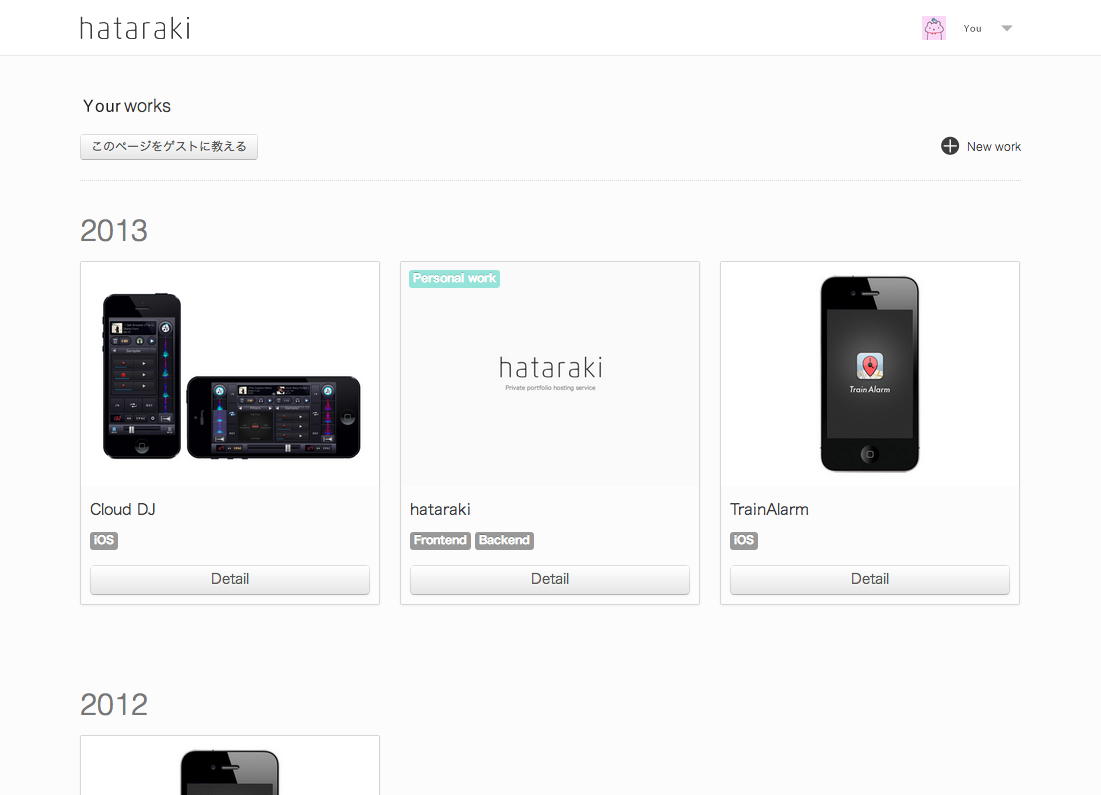 hataraki
You
Your works
このページをゲストに教える
New work
2013
Personal work
hataraki
Private portfolio hosting service
Train Alarm
Cloud DJ
hataraki
TrainAlarm
iOS
Frontend Backend
iOS
Detail
Detail
Detail
2012